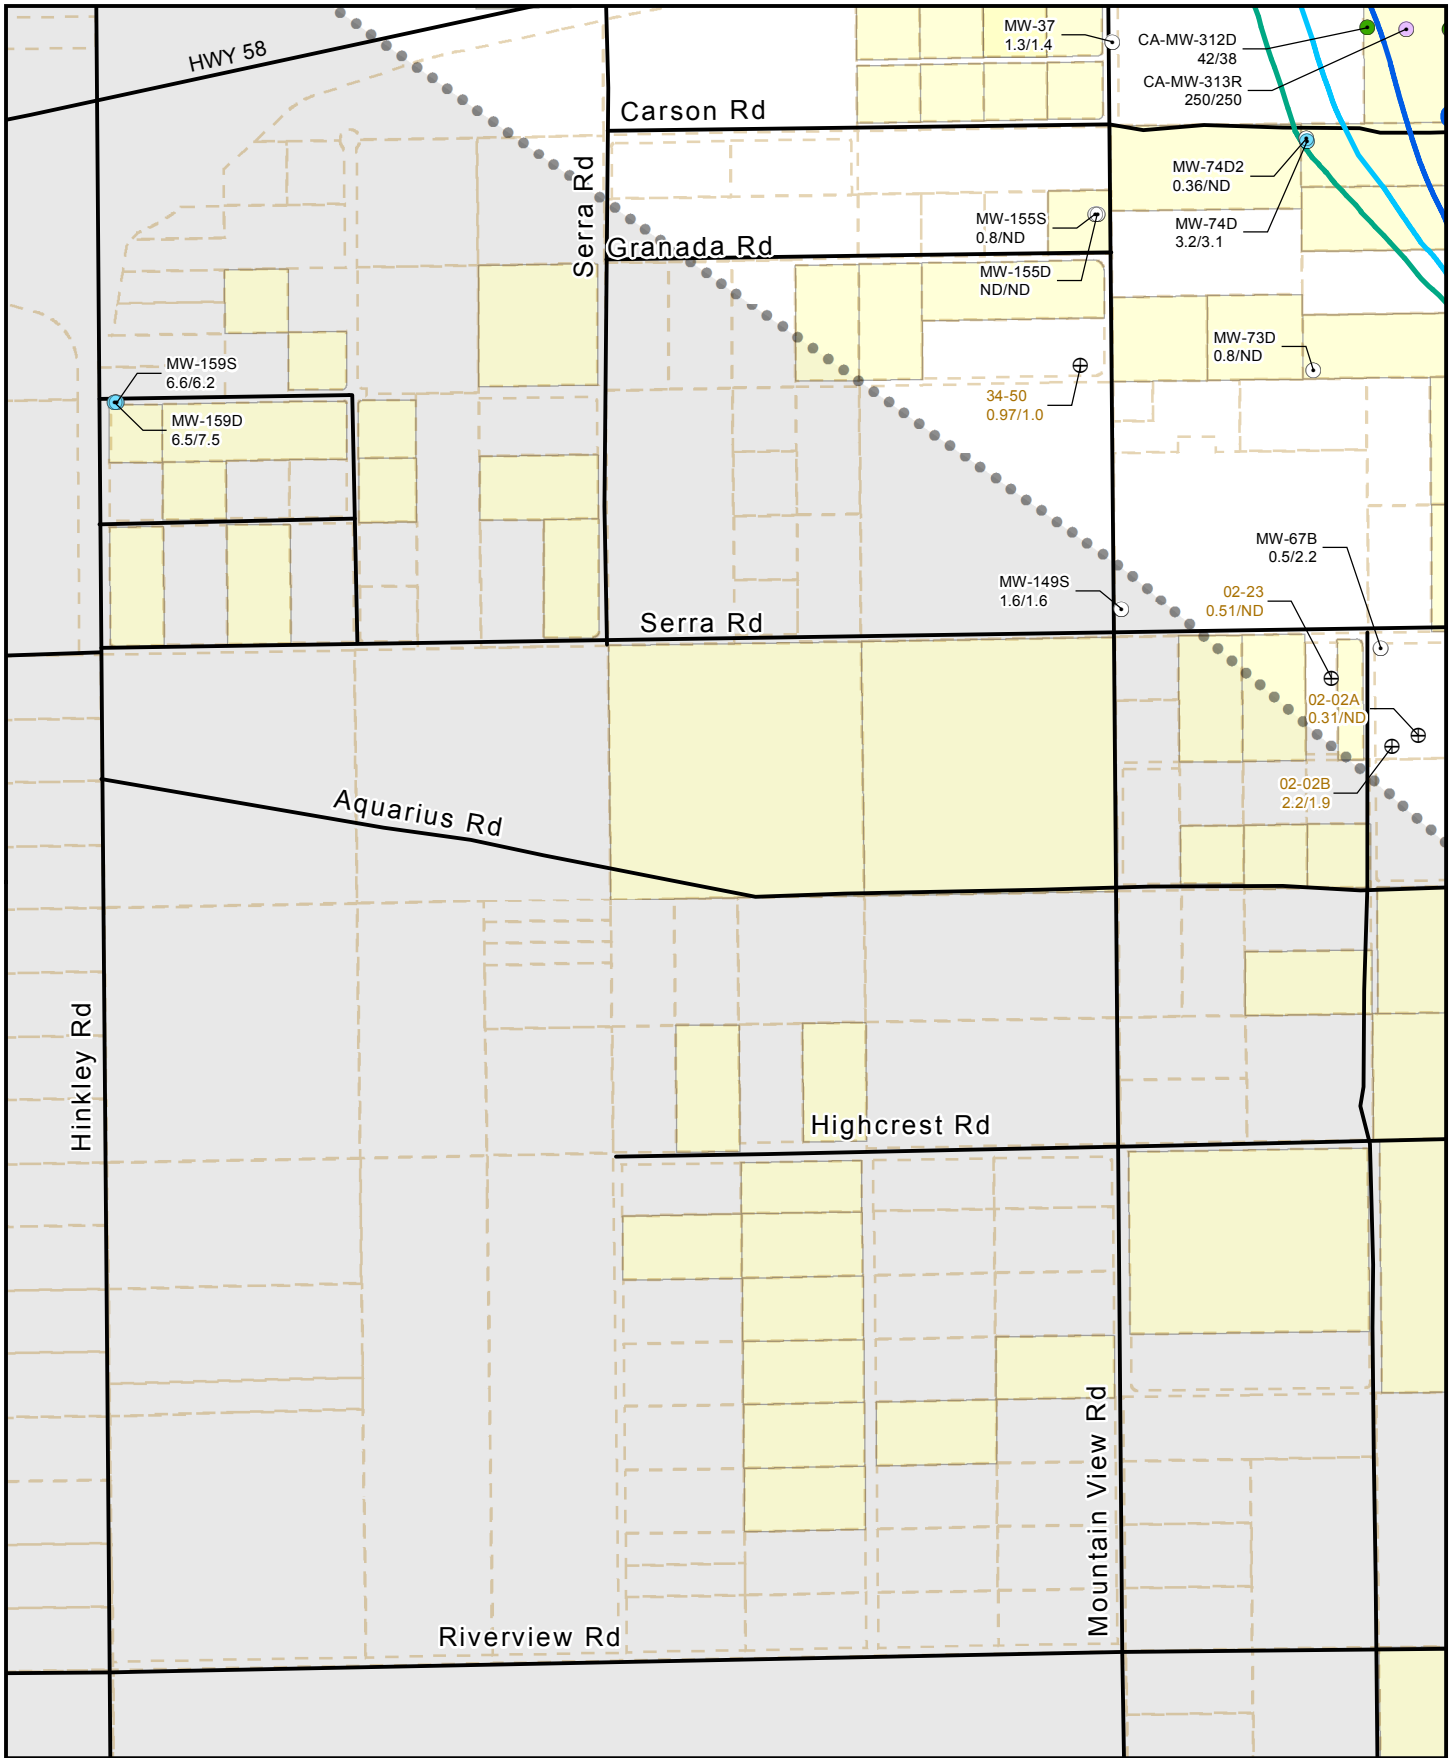 HWY 58
MW-37
1.3/1.4
CA-MW-312D
42/38
CA-MW-313R
250/250
Carson Rd
Serra Rd
MW-74D2
0.36/ND
MW-74D
3.2/3.1
MW-155S
0.8/ND
Granada Rd
MW-155D
ND/ND
MW-73D
0.8/ND
MW-159S
6.6/6.2
MW-159D
6.5/7.5
34-50
0.97/1.0
MW-67B
0.5/2.2
MW-149S
1.6/1.6
02-23
0.51/ND
Serra Rd
02-02A
0.31/ND
02-02B
2.2/1.9
Aquarius Rd
Hinkley Rd
Highcrest Rd
Mountain View Rd
Riverview Rd